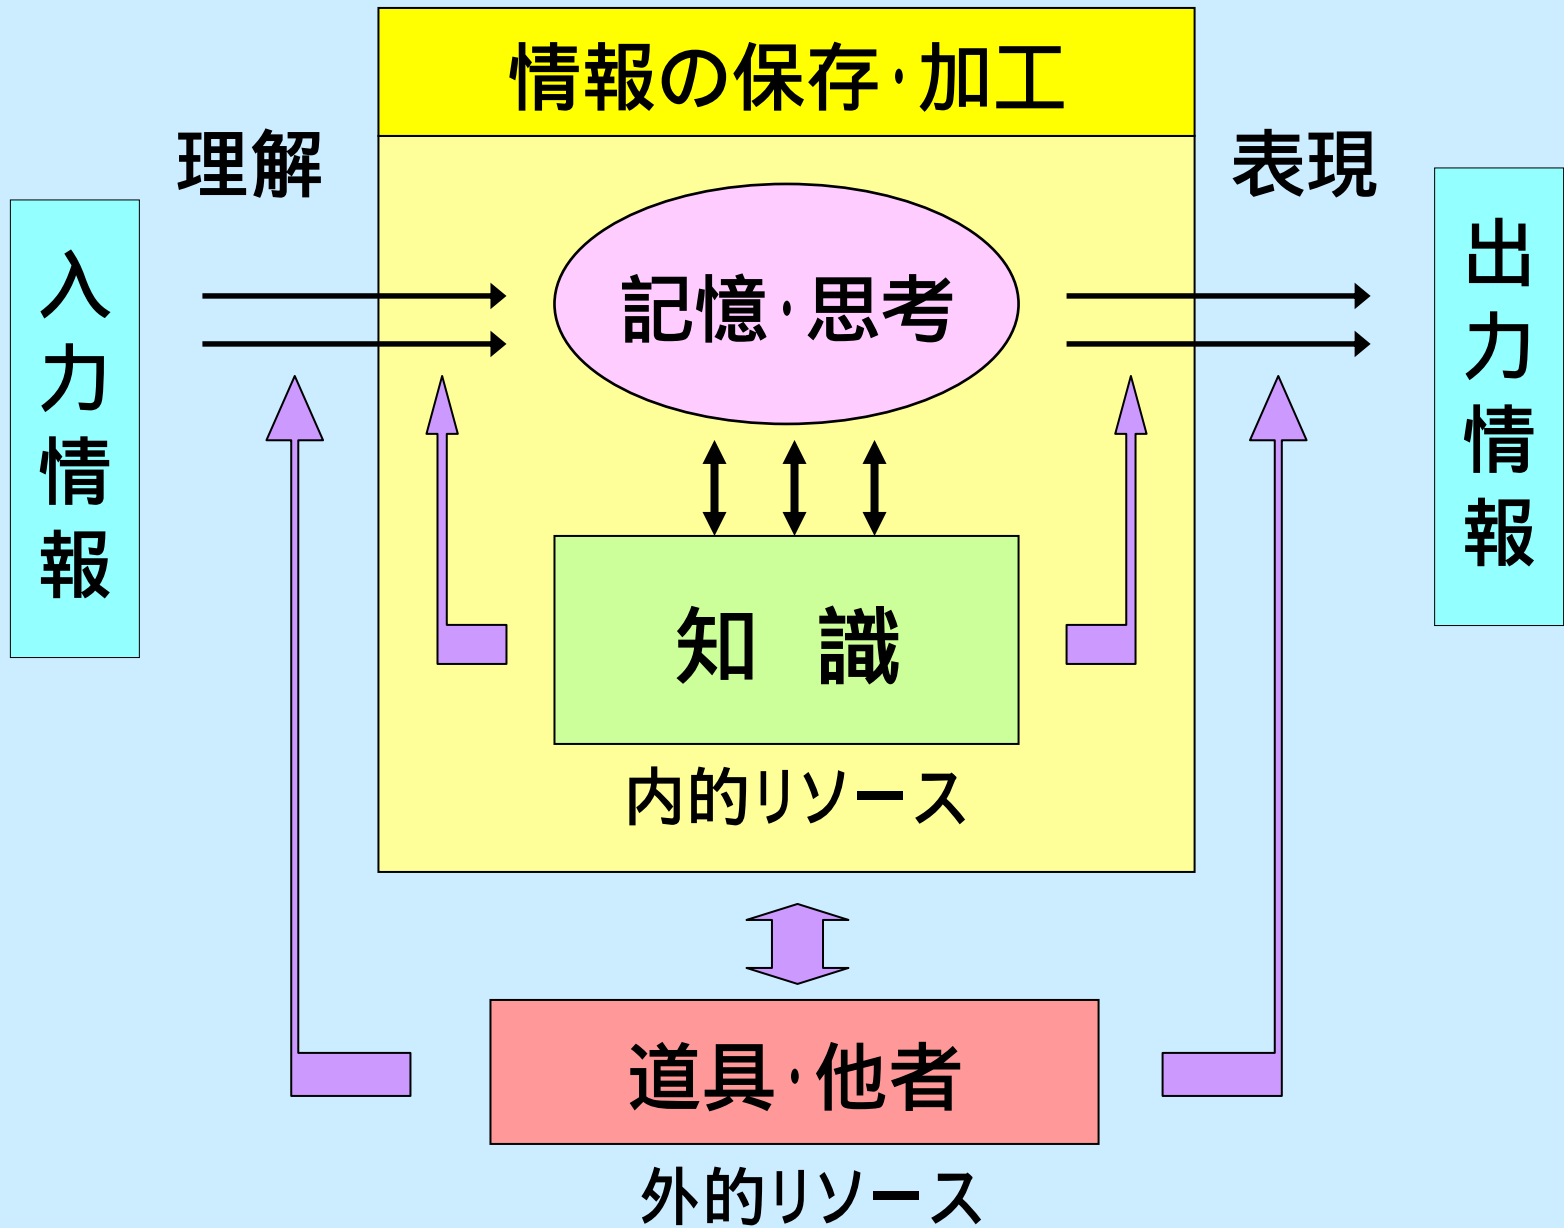 情報の保存・加工
理解
表現
入力情報
記憶・思考
出力情報
知識
内的リソース
道具・他者
外的リソース